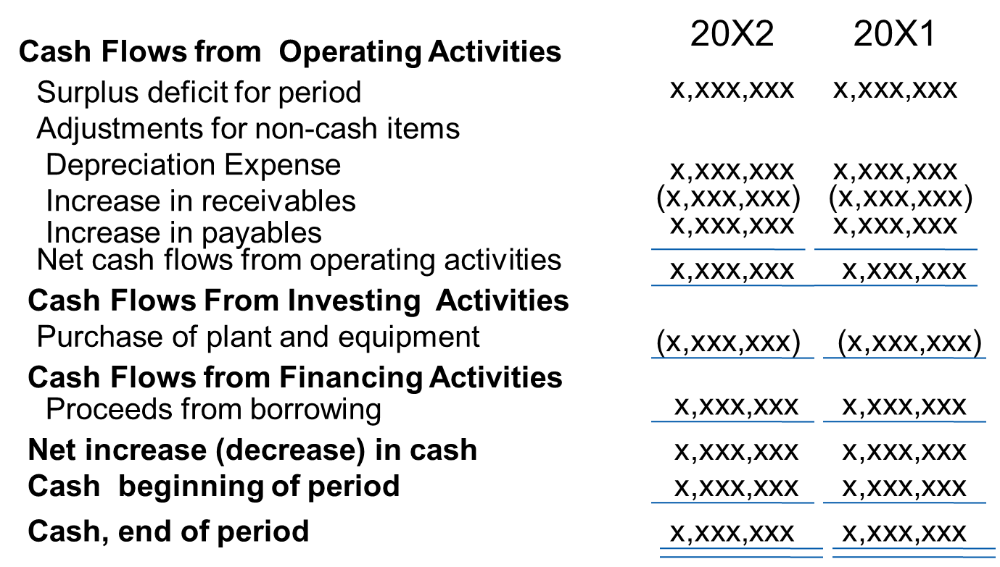 20X2 20X1
Cash Flows from Operating Activities
Surplus deficit for period x,xxx,xxx x,xxx,xxx
Adjustments for non-cash items
Depreciation Expense x,xxx,xxx x,xxx,xxx
Increase in receivables (x,xxx,xxx) (x,xxx,xxx)
Increase in payables x,xxx,xxx x,xxx,xxx
Net cash flows from operating activities x,xxx,xxx x,xxx,xxx
Cash Flows From Investing Activities
Purchase of plant and equipment (x,xxx,xxx) (x,xxx,xxx)
Cash Flows from Financing Activities
Proceeds from borrowing x,xxx,xxx x,xxx,xxx
Net increase (decrease) in cash x,xxx,xxx x,xxx,xxx
Cash beginning of period x,xxx,xxx x,xxx,xxx
Cash, end of period x,xxx,xxx x,xxx,xxx